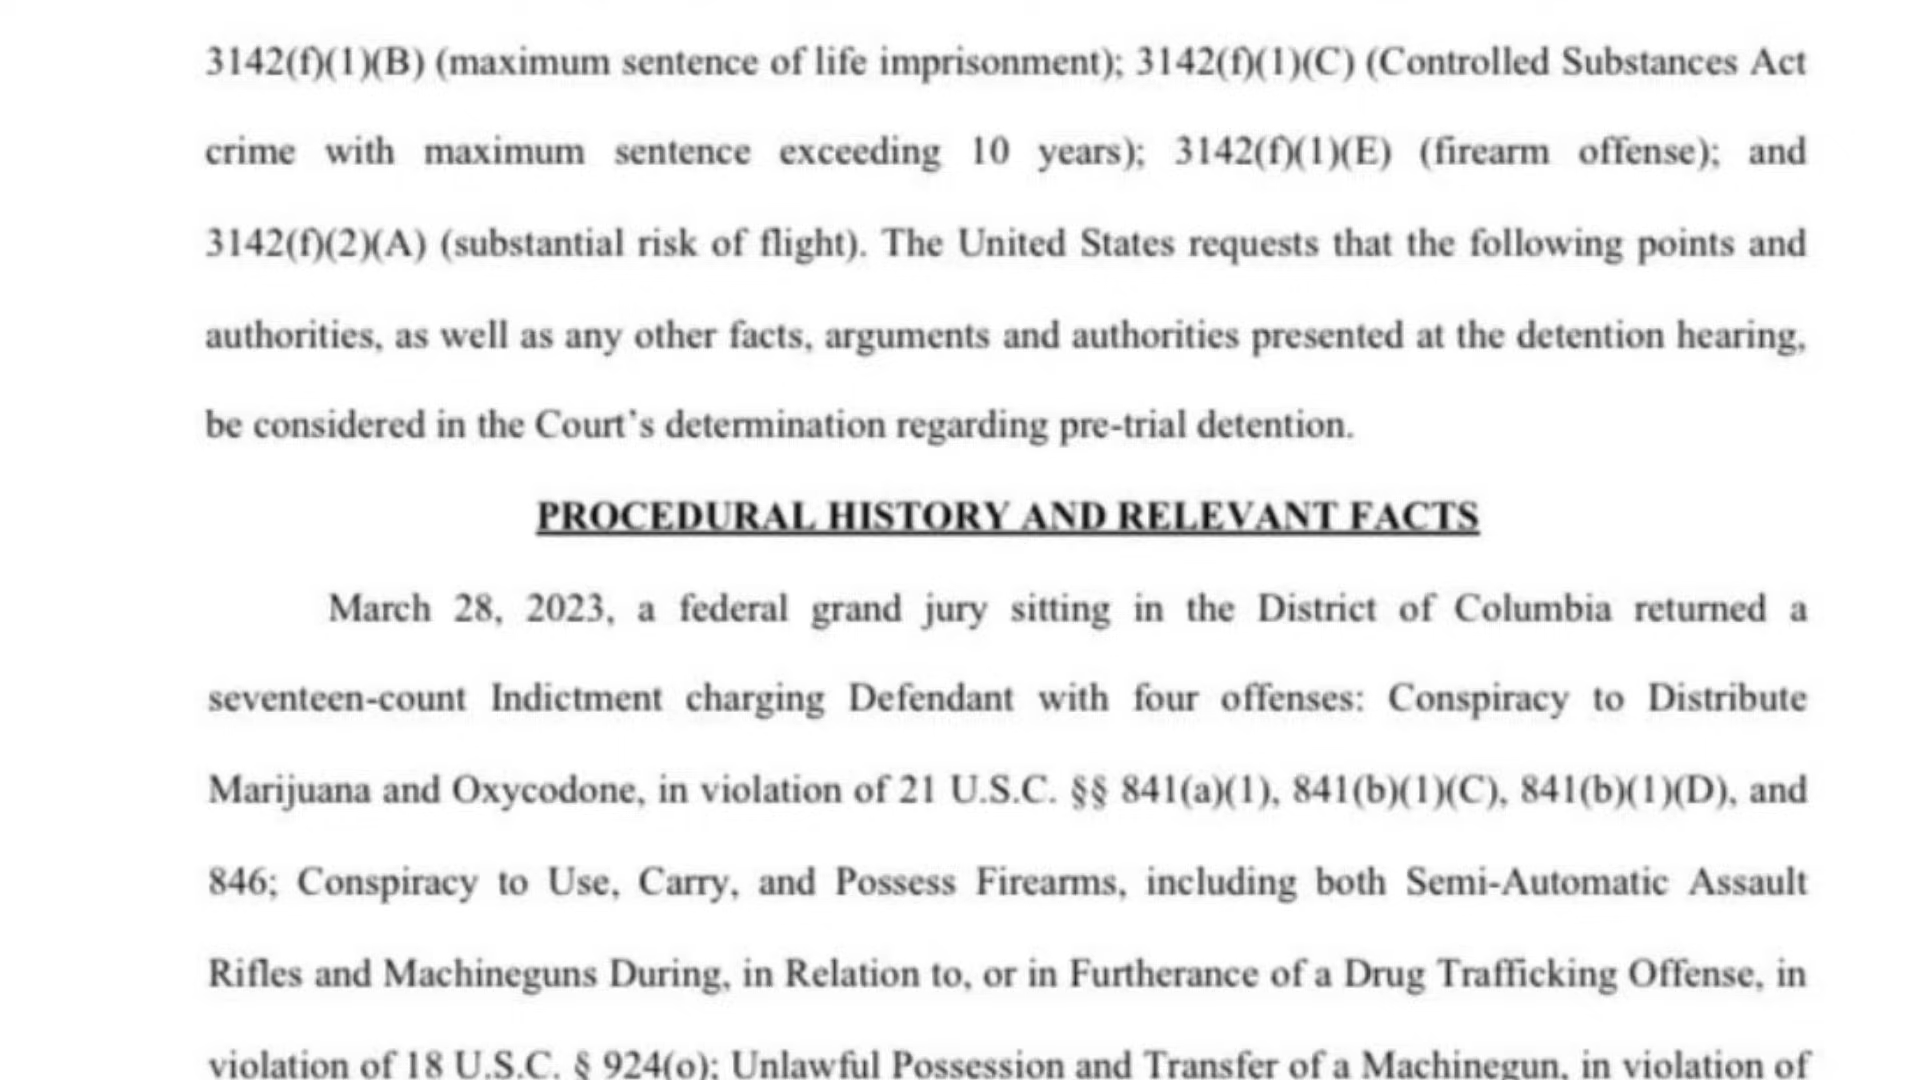 3142(f)(1)(B) (maximum sentence of life imprisonment); 3142(f)(1)(C) (Controlled Substances Act
crime with maximum sentence exceeding 10 years); 3142(f)(1)(E) (firearm offense); and
3142(f)(2)(A) (substantial risk of flight). The United States requests that the following points and
authorities, as well as any other facts, arguments and authorities presented at the detention hearing,
be considered in the Court's determination regarding pre-trial detention.
PROCEDURAL HISTORY AND RELEVANT FACTS
March 28, 2023, a federal grand jury sitting in the District of Columbia returned a
seventeen-count Indictment charging Defendant with four offenses: Conspiracy to Distribute
Marijuana and Oxycodone, in violation of 21 U.S.C. §§ 841(a)(1), 841(b)(1)(C), 841(b)(1)(D), and
846; Conspiracy to Use, Carry, and Possess Firearms, including both Semi-Automatic Assault
Rifles and Machineguns During, in Relation to, or in Furtherance of a Drug Trafficking Offense, in
violation of 18 U.S.C. § 924(o); Unlawful Possession and Transfer of a Machinegun, in violation of